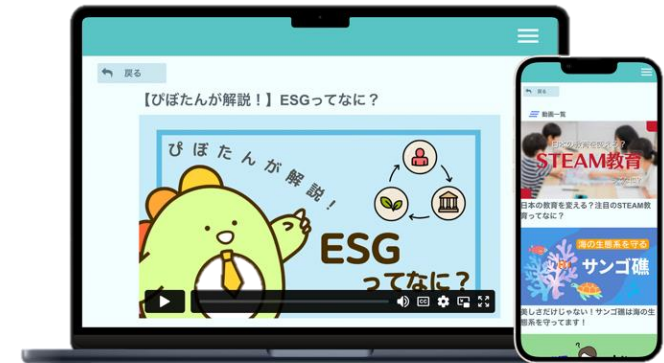 戻る
【ぴぽたんが解説！】ESGってなに？
ぴぽたんが解説！
ESG
ってなに？
CC
戻る
動画一覧
STEAM教育
日本の教育を変える？注目のSTEAM教
育ってなに？
海の生態系を守る
サンゴ礁
美しさだけじゃない！サンゴ礁は海の生
態系を守ってます！